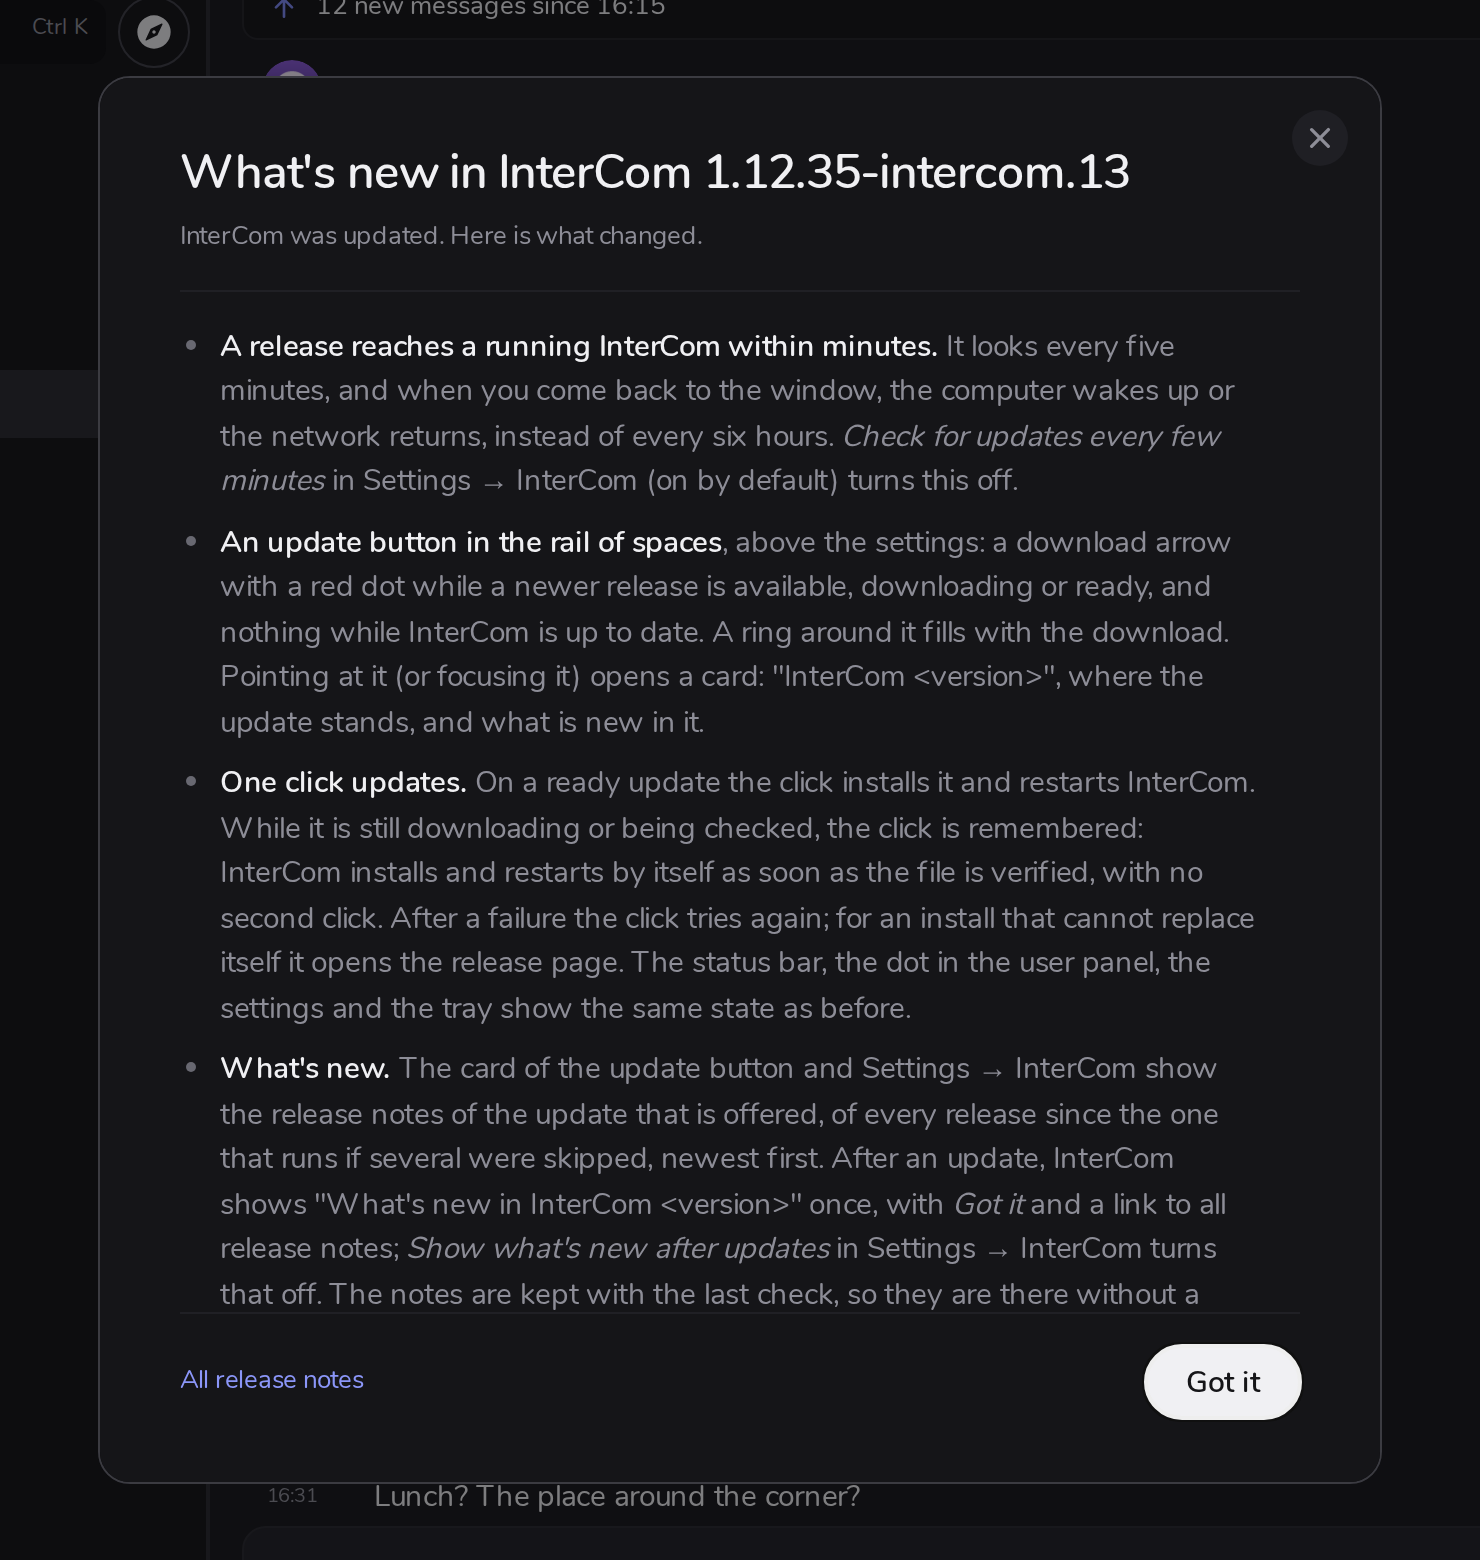 12 new messages since 16:15
Ctrl K
What's new in InterCom 1.12.35-intercom.13
InterCom was updated. Here is what changed.
A release reaches a running InterCom within minutes. It looks every five
minutes, and when you come back to the window, the computer wakes up or
the network returns, instead of every six hours. Check for updates every few
minutes in Settings → InterCom (on by default) turns this off.
An update button in the rail of spaces, above the settings: a download arrow
with a red dot while a newer release is available, downloading or ready, and
nothing while InterCom is up to date. A ring around it fills with the download.
Pointing at it (or focusing it) opens a card: "InterCom <version>", where the
update stands, and what is new in it.
One click updates. On a ready update the click installs it and restarts InterCom.
While it is still downloading or being checked, the click is remembered:
InterCom installs and restarts by itself as soon as the file is verified, with no
second click. After a failure the click tries again; for an install that cannot replace
itself it opens the release page. The status bar, the dot in the user panel, the
settings and the tray show the same state as before.
What's new. The card of the update button and Settings → InterCom show
the release notes of the update that is offered, of every release since the one
that runs if several were skipped, newest first. After an update, InterCom
shows "What's new in InterCom <version>" once, with Got it and a link to all
release notes; Show what's new after updates in Settings → InterCom turns
that off. The notes are kept with the last check, so they are there without a
All release notes
Got it
16:31
Lunch? The place around the corner?